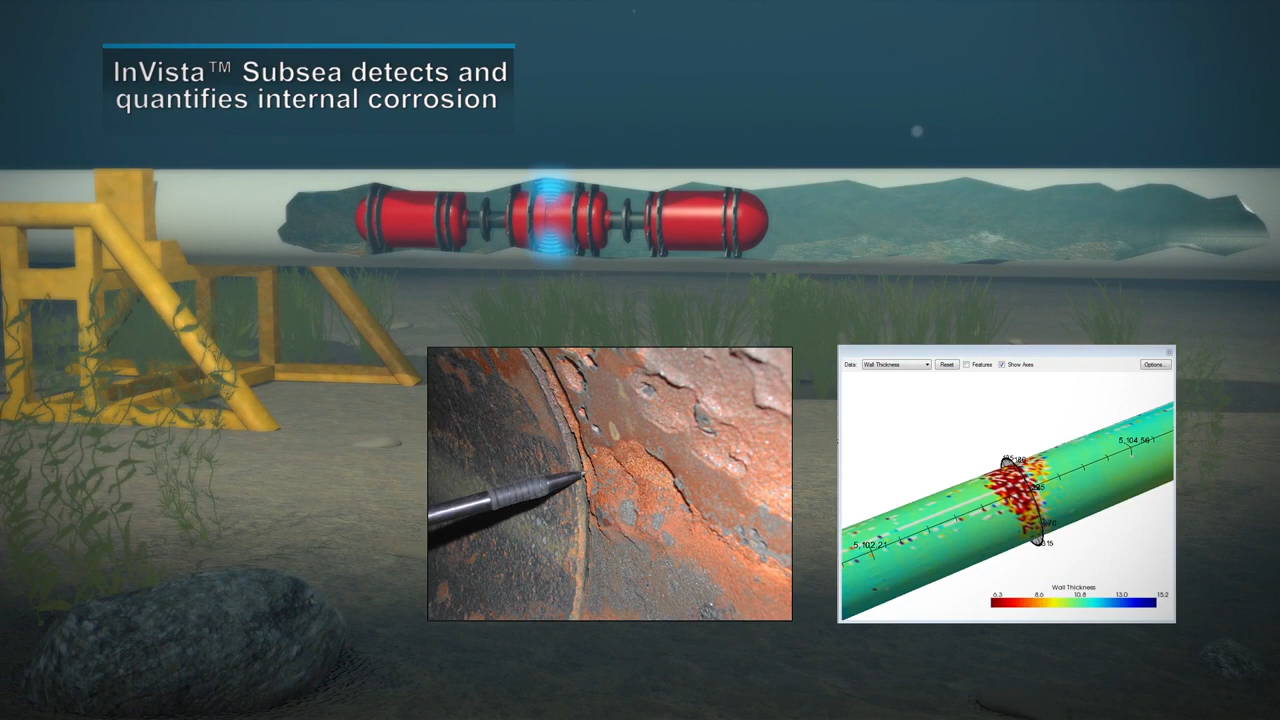 InVista™ Subsea detects and
quantifies internal corrosion
Data: Wall Thickness Reset Features Show Axes Options...
5,104.56
5,102.21
Wall Thickness
6.3 8.6 10.8 13.0 15.2